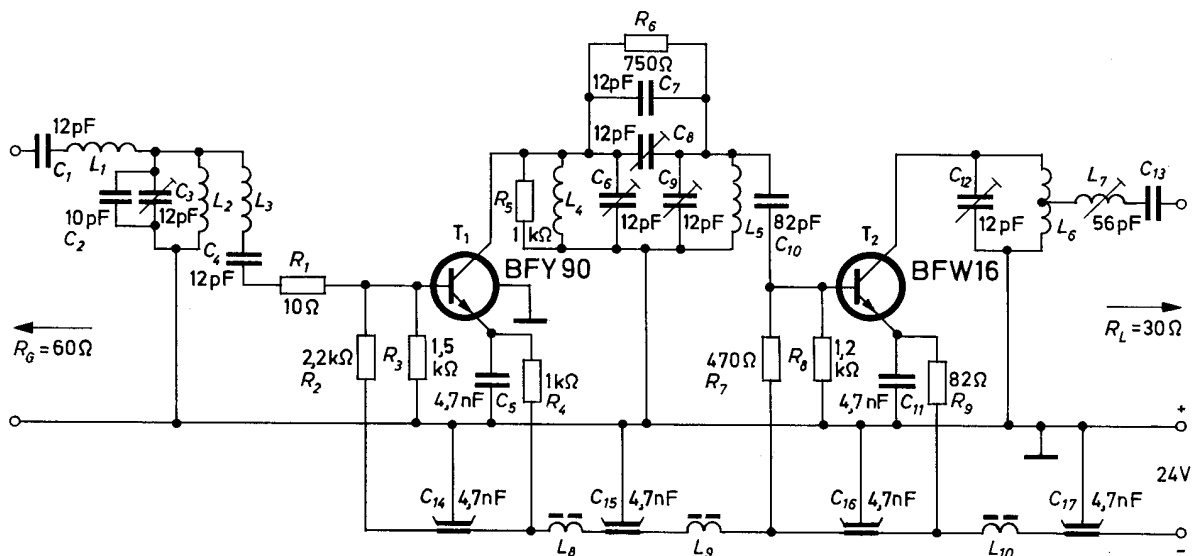 R6
750Ω
12pF C7
12pF C8
12pF
C1
L1
C3
12pF
10pF
C2
L2
L3
C4
12pF
R1
10Ω
R5
1 kΩ
L4
C6
12pF
C9
12pF
L5
82pF
C10
T1
BFY 90
T2
BFW16
C12
12pF
L6
L7
56pF
C13
RG = 60Ω
RL = 30Ω
2,2kΩ
R2
R3
1,5
kΩ
4,7nF
C5
1kΩ
R4
470Ω
R7
R8
1,2
kΩ
4,7nF
C11
82Ω
R9
+
24V
−
C14 4,7nF
C15 4,7nF
C16 4,7nF
C17 4,7nF
L8
L9
L10